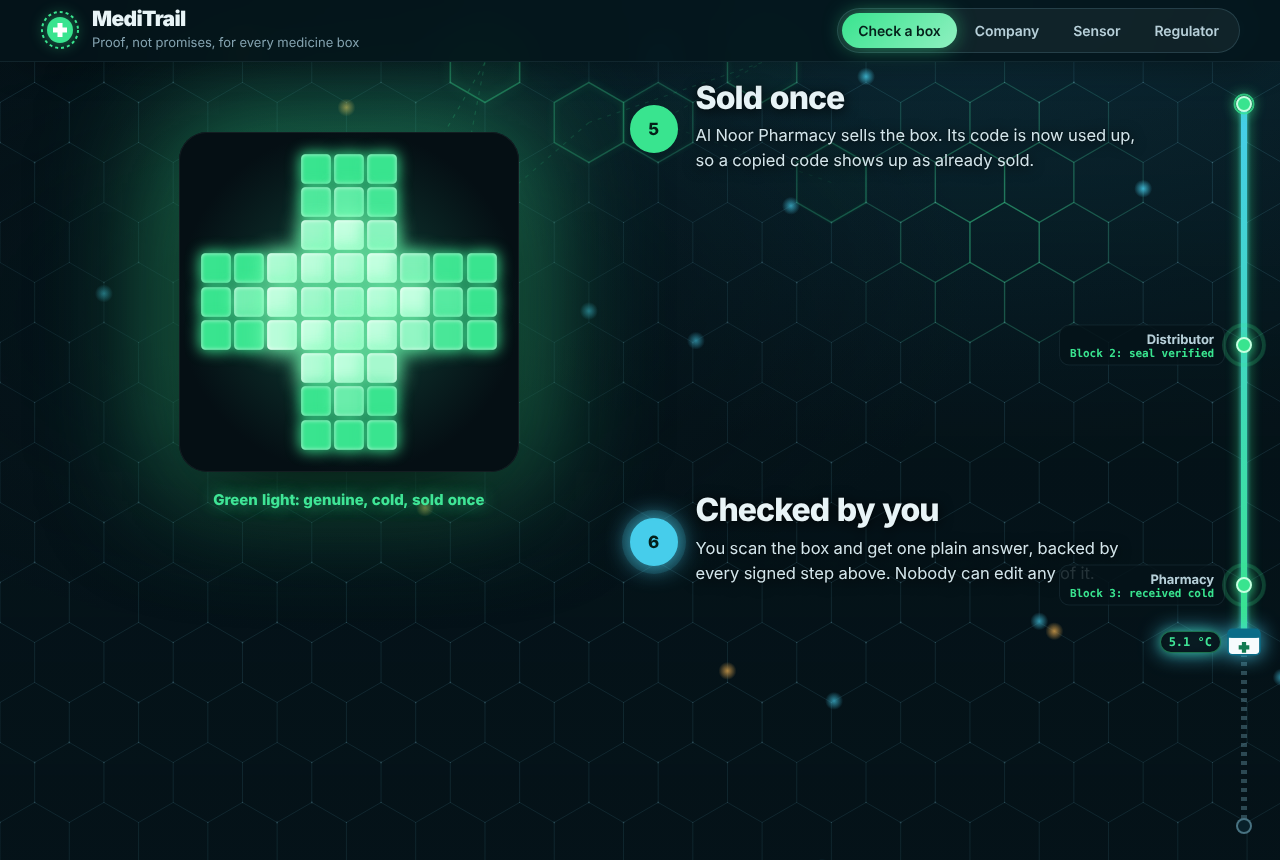 MediTrail
Proof, not promises, for every medicine box
Check a box
Company
Sensor
Regulator
5
Sold once
Al Noor Pharmacy sells the box. Its code is now used up,
so a copied code shows up as already sold.
Distributor
Block 2: seal verified
Green light: genuine, cold, sold once
6
Checked by you
You scan the box and get one plain answer, backed by
every signed step above. Nobody can edit any of it.
Pharmacy
Block 3: received cold
5.1 °C